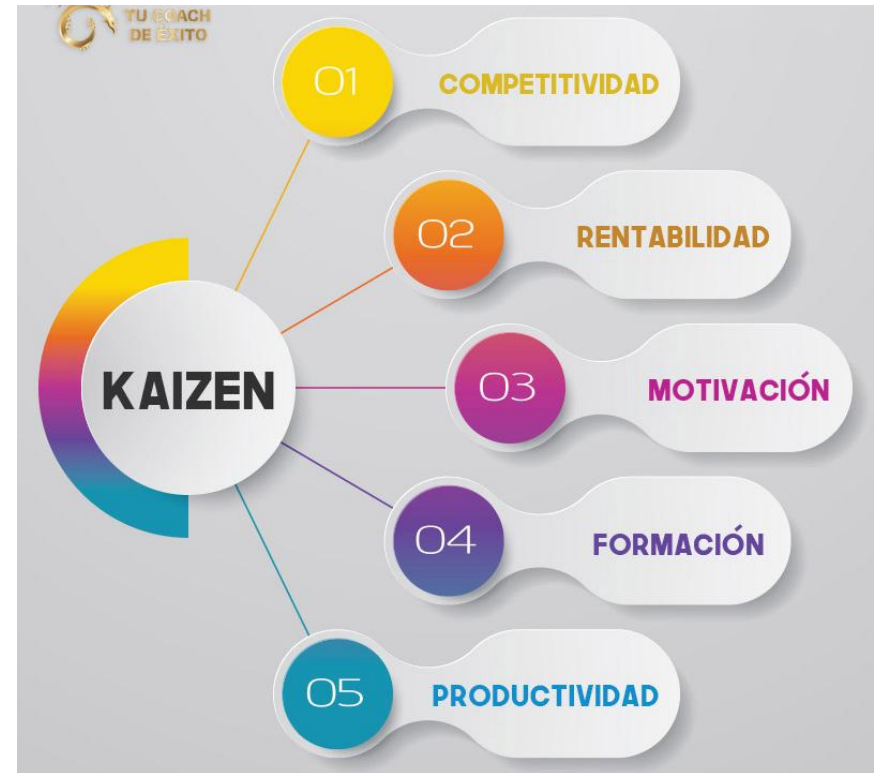 TU COACH
DE ÉXITO
01
COMPETITIVIDAD
02
RENTABILIDAD
KAIZEN
03
MOTIVACIÓN
04
FORMACIÓN
05
PRODUCTIVIDAD